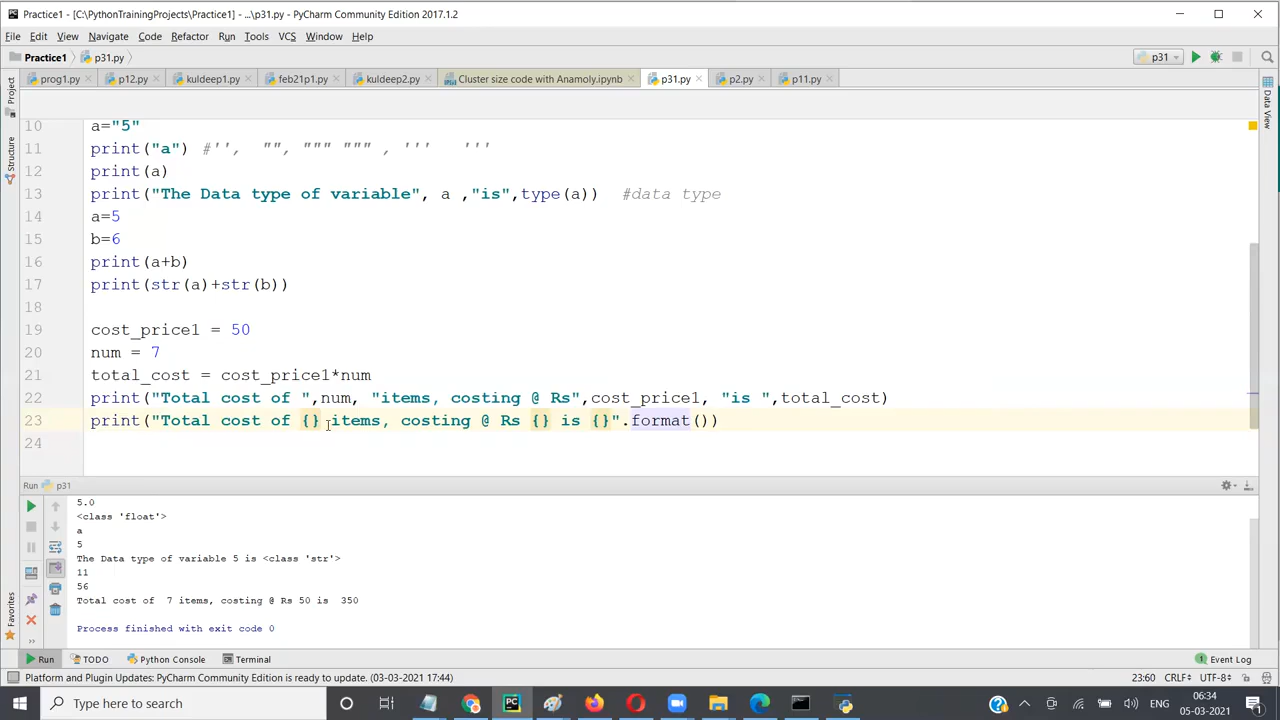 Practice1 - [C:\PythonTrainingProjects\Practice1] - ...\p31.py - PyCharm Community Edition 2017.1.2
File Edit View Navigate Code Refactor Run Tools VCS Window Help
Practice1 p31.py p31
prog1.py p12.py kuldeep1.py feb21p1.py kuldeep2.py Cluster size code with Anamoly.ipynb p31.py p2.py p11.py
1: Project
7: Structure
Data View
10 a="5"
11 print("a") #'', "", """ """ , ''' '''
12 print(a)
13 print("The Data type of variable", a ,"is",type(a)) #data type
14 a=5
15 b=6
16 print(a+b)
17 print(str(a)+str(b))
18
19 cost_price1 = 50
20 num = 7
21 total_cost = cost_price1*num
22 print("Total cost of ",num, "items, costing @ Rs",cost_price1, "is ",total_cost)
23 print("Total cost of {} items, costing @ Rs {} is {}".format())
24
Run p31
5.0
<class 'float'>
a
5
The Data type of variable 5 is <class 'str'>
11
56
Total cost of  7 items, costing @ Rs 50 is  350
Process finished with exit code 0
2: Favorites
Run TODO Python Console Terminal 1 Event Log
Platform and Plugin Updates: PyCharm Community Edition is ready to update. (03-03-2021 17:44) 23:60 CRLF UTF-8
Type here to search ENG 06:34
05-03-2021